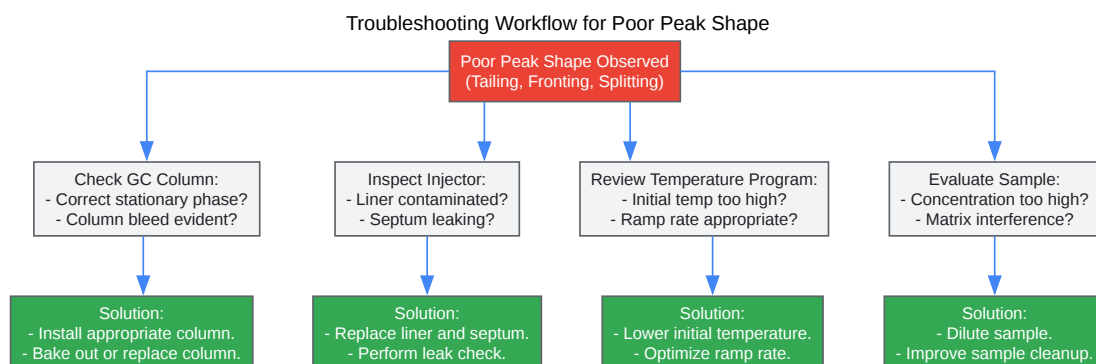 Troubleshooting Workflow for Poor Peak Shape
Poor Peak Shape Observed
(Tailing, Fronting, Splitting)
Check GC Column:
- Correct stationary phase?
- Column bleed evident?
Inspect Injector:
- Liner contaminated?
- Septum leaking?
Review Temperature Program:
- Initial temp too high?
- Ramp rate appropriate?
Evaluate Sample:
- Concentration too high?
- Matrix interference?
Solution:
- Install appropriate column.
- Bake out or replace column.
Solution:
- Replace liner and septum.
- Perform leak check.
Solution:
- Lower initial temperature.
- Optimize ramp rate.
Solution:
- Dilute sample.
- Improve sample cleanup.